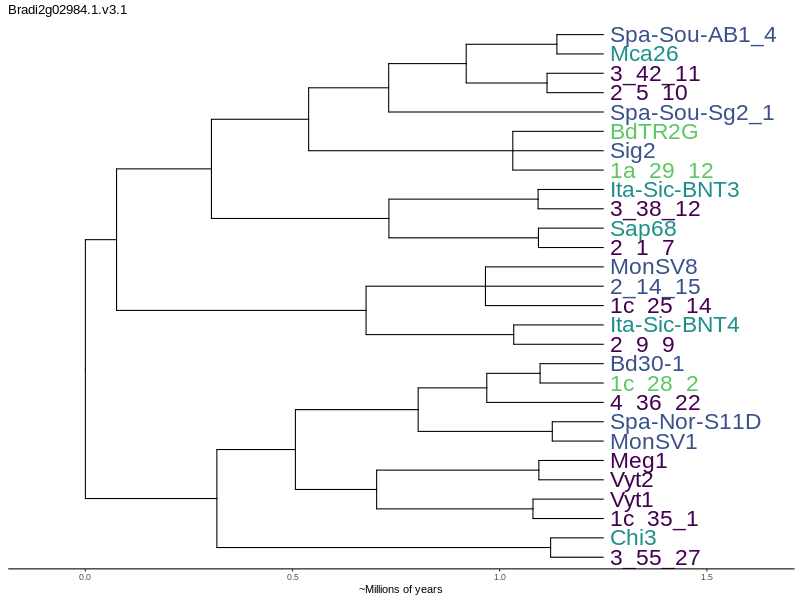 Bradi2g02984.1.v3.1
Spa-Sou-AB1_4
Mca26
3_42_11
2_5_10
Spa-Sou-Sg2_1
BdTR2G
Sig2
1a_29_12
Ita-Sic-BNT3
3_38_12
Sap68
2_1_7
MonSV8
2_14_15
1c_25_14
Ita-Sic-BNT4
2_9_9
Bd30-1
1c_28_2
4_36_22
Spa-Nor-S11D
MonSV1
Meg1
Vyt2
Vyt1
1c_35_1
Chi3
3_55_27
0.0 0.5 1.0 1.5
~Millions of years